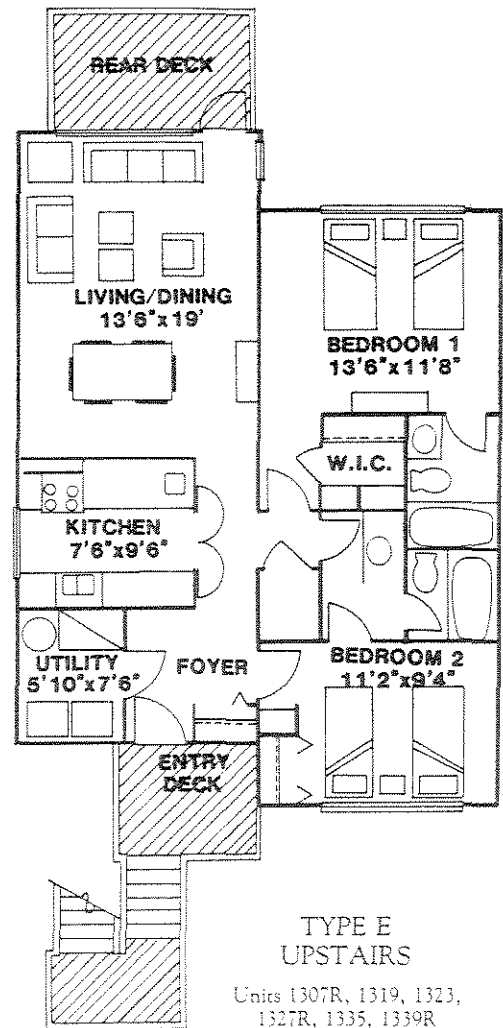 REAR DECK
LIVING/DINING
13'6"x19'
BEDROOM 1
13'6"x11'8"
W.I.C.
KITCHEN
7'6"x9'6"
UTILITY
5'10"x7'6"
FOYER
BEDROOM 2
11'2"x9'4"
ENTRY
DECK
TYPE E
UPSTAIRS
Units 1307R, 1319, 1323,
1327R, 1335, 1339R